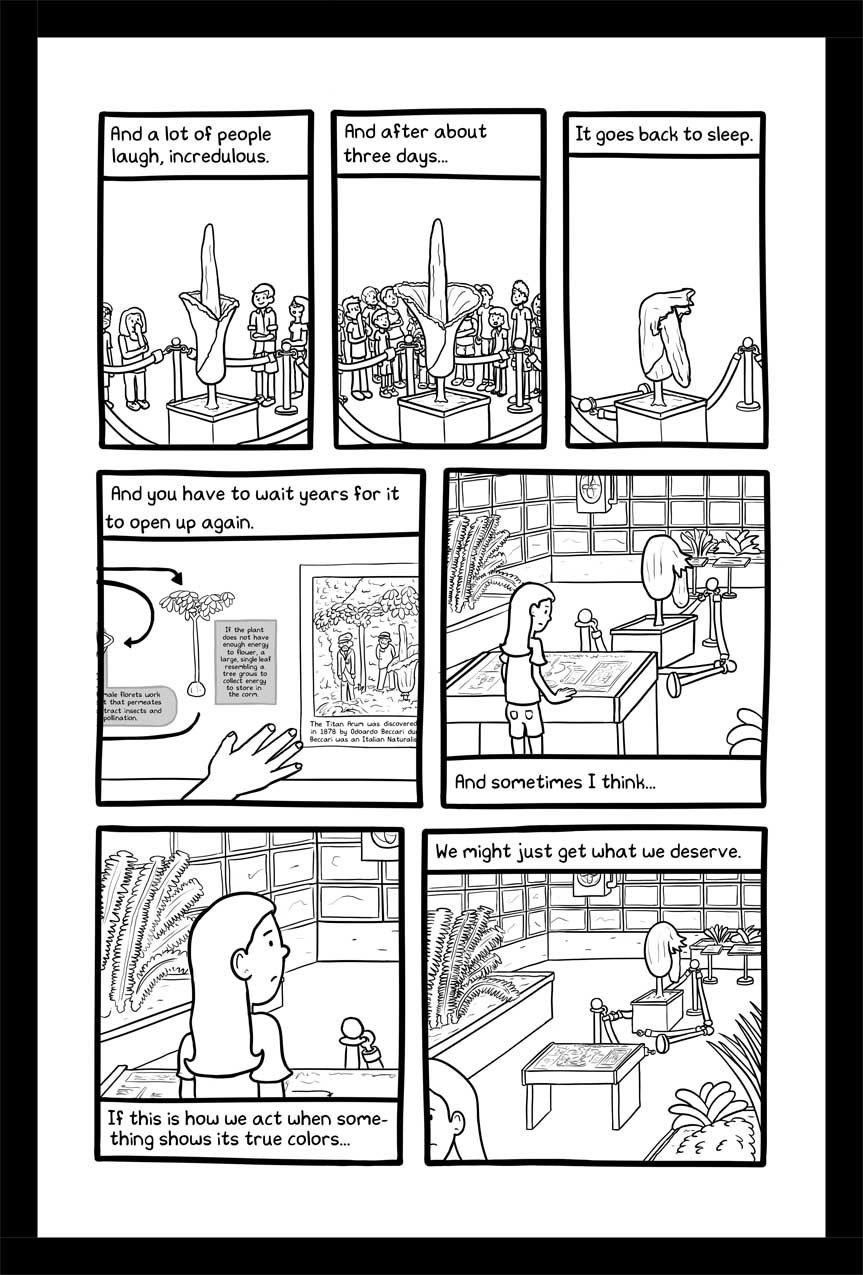 And a lot of people
laugh, incredulous.
And after about
three days...
It goes back to sleep.
And you have to wait years for it
to open up again.
If the plant
does not have
enough energy
to flower, a
large, single leaf
resembling a
tree grows to
collect energy
to store in
the corm.
male florets work
t that permeates
tract insects and
pollination.
The Titan Arum was discovered
in 1878 by Odoardo Beccari du
Beccari was an Italian Naturalis
And sometimes I think...
If this is how we act when some-
thing shows its true colors...
We might just get what we deserve.